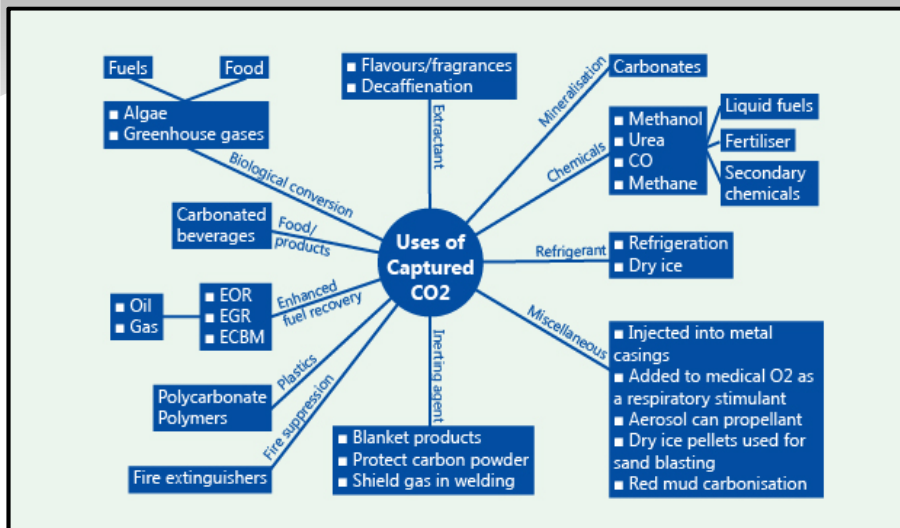 Fuels
Food
■ Algae
■ Greenhouse gases
Biological conversion
■ Flavours/fragrances
■ Decaffienation
Extractant
Carbonates
Mineralisation
■ Methanol
■ Urea
■ CO
■ Methane
Chemicals
Liquid fuels
Fertiliser
Secondary
chemicals
Carbonated
beverages
Food/
products
Uses of
Captured
CO2
Refrigerant
■ Refrigeration
■ Dry ice
■ Oil
■ Gas
■ EOR
■ EGR
■ ECBM
Enhanced
fuel recovery
Miscellaneous
■ Injected into metal
casings
■ Added to medical O2 as
a respiratory stimulant
■ Aerosol can propellant
■ Dry ice pellets used for
sand blasting
■ Red mud carbonisation
Plastics
Polycarbonate
Polymers
Fire suppression
Fire extinguishers
Inerting agent
■ Blanket products
■ Protect carbon powder
■ Shield gas in welding